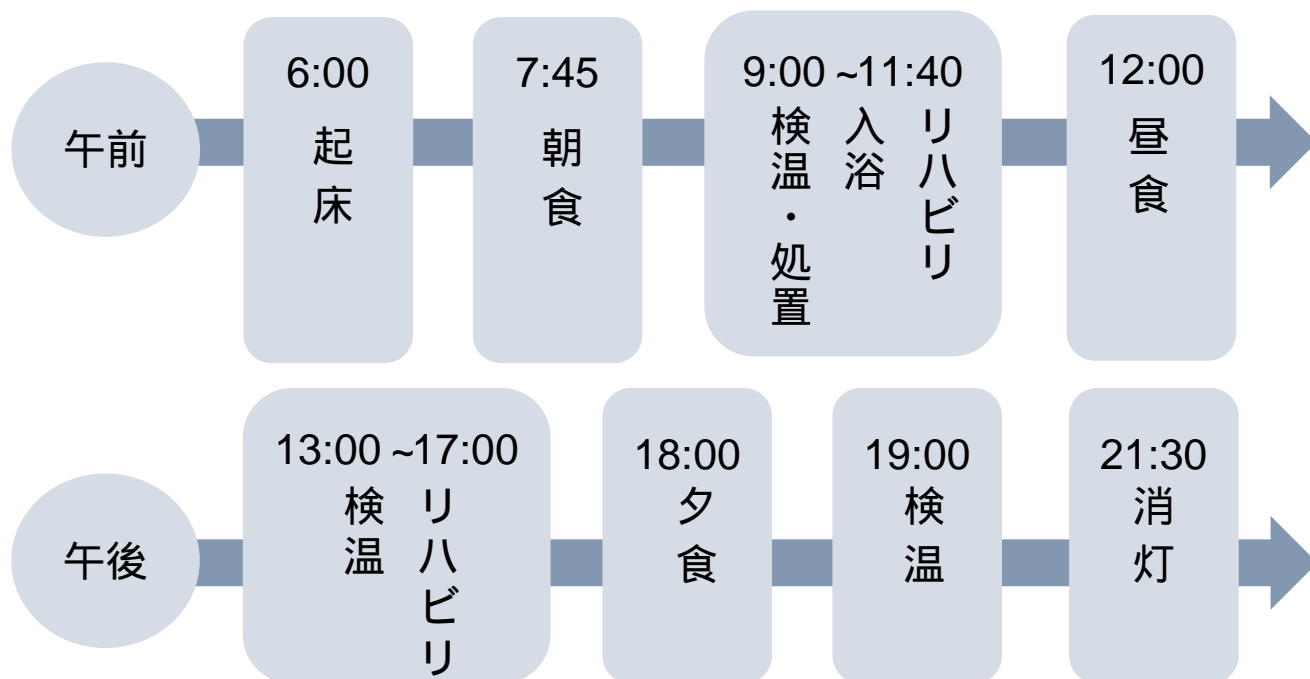 午前
6:00
起床
7:45
朝食
9:00 ~11:40
リハビリ
入浴
検温・処置
12:00
昼食
午後
13:00 ~17:00
リハビリ
検温
18:00
夕食
19:00
検温
21:30
消灯